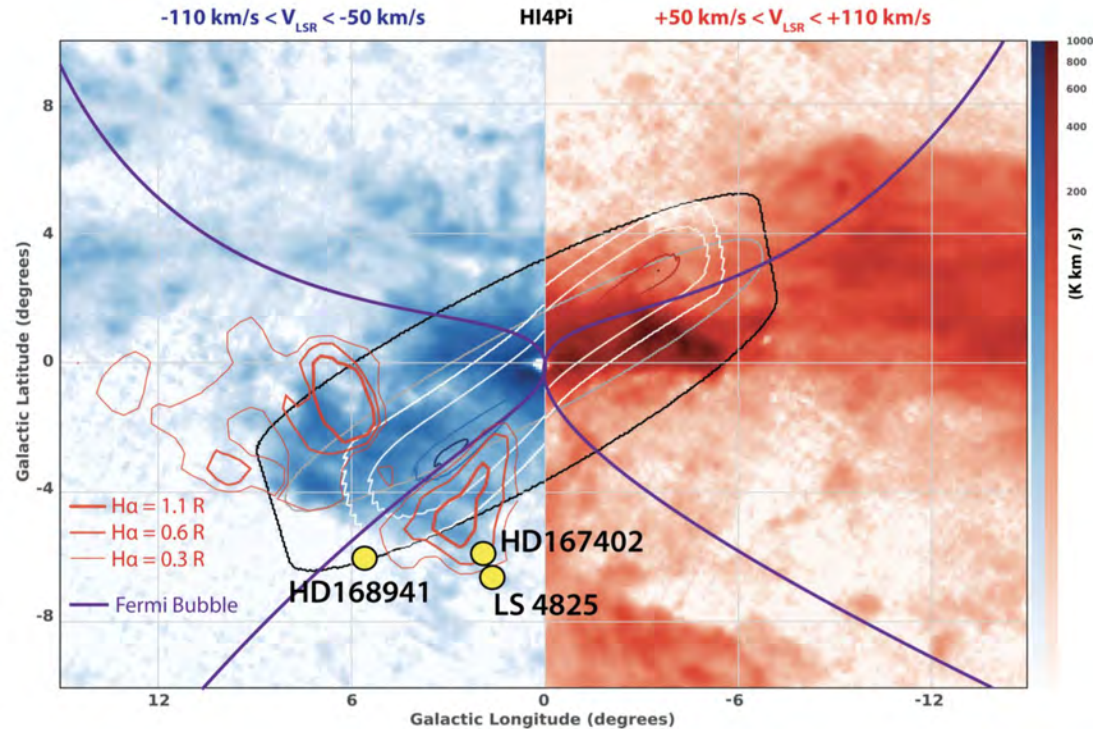 -110 km/s < V_LSR < -50 km/s HI4Pi +50 km/s < V_LSR < +110 km/s
1000
800
600
400
200
(K km / s)
8
4
0
-4
-8
Galactic Latitude (degrees)
Hα = 1.1 R
Hα = 0.6 R
Hα = 0.3 R
Fermi Bubble
HD167402
HD168941
LS 4825
12 6 0 -6 -12
Galactic Longitude (degrees)